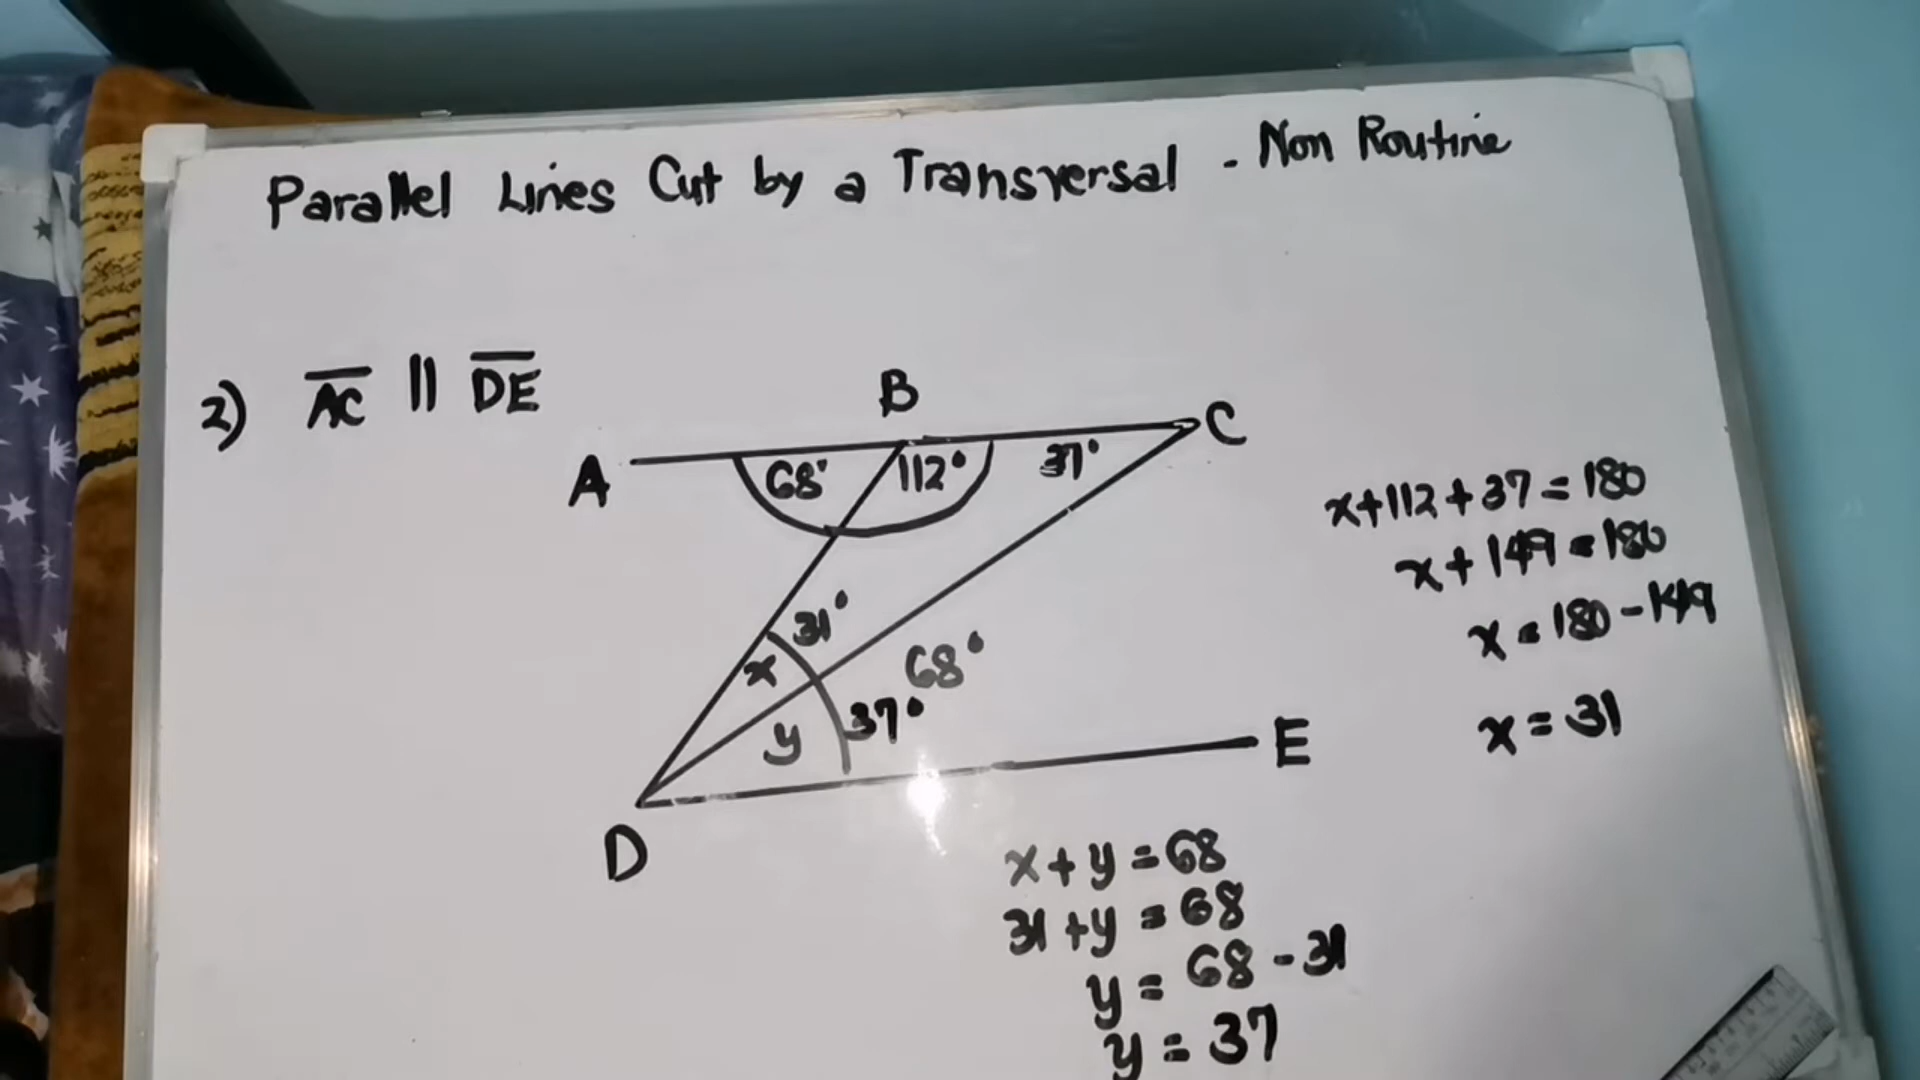 Parallel Lines Cut by a Transversal - Non Routine
2) AC || DE
B
C
A
68°
112°
37°
31°
x
68°
y
37°
E
D
x+112+37=180
x+149=180
x=180-149
x=31
x+y=68
31+y=68
y=68-31
y=37